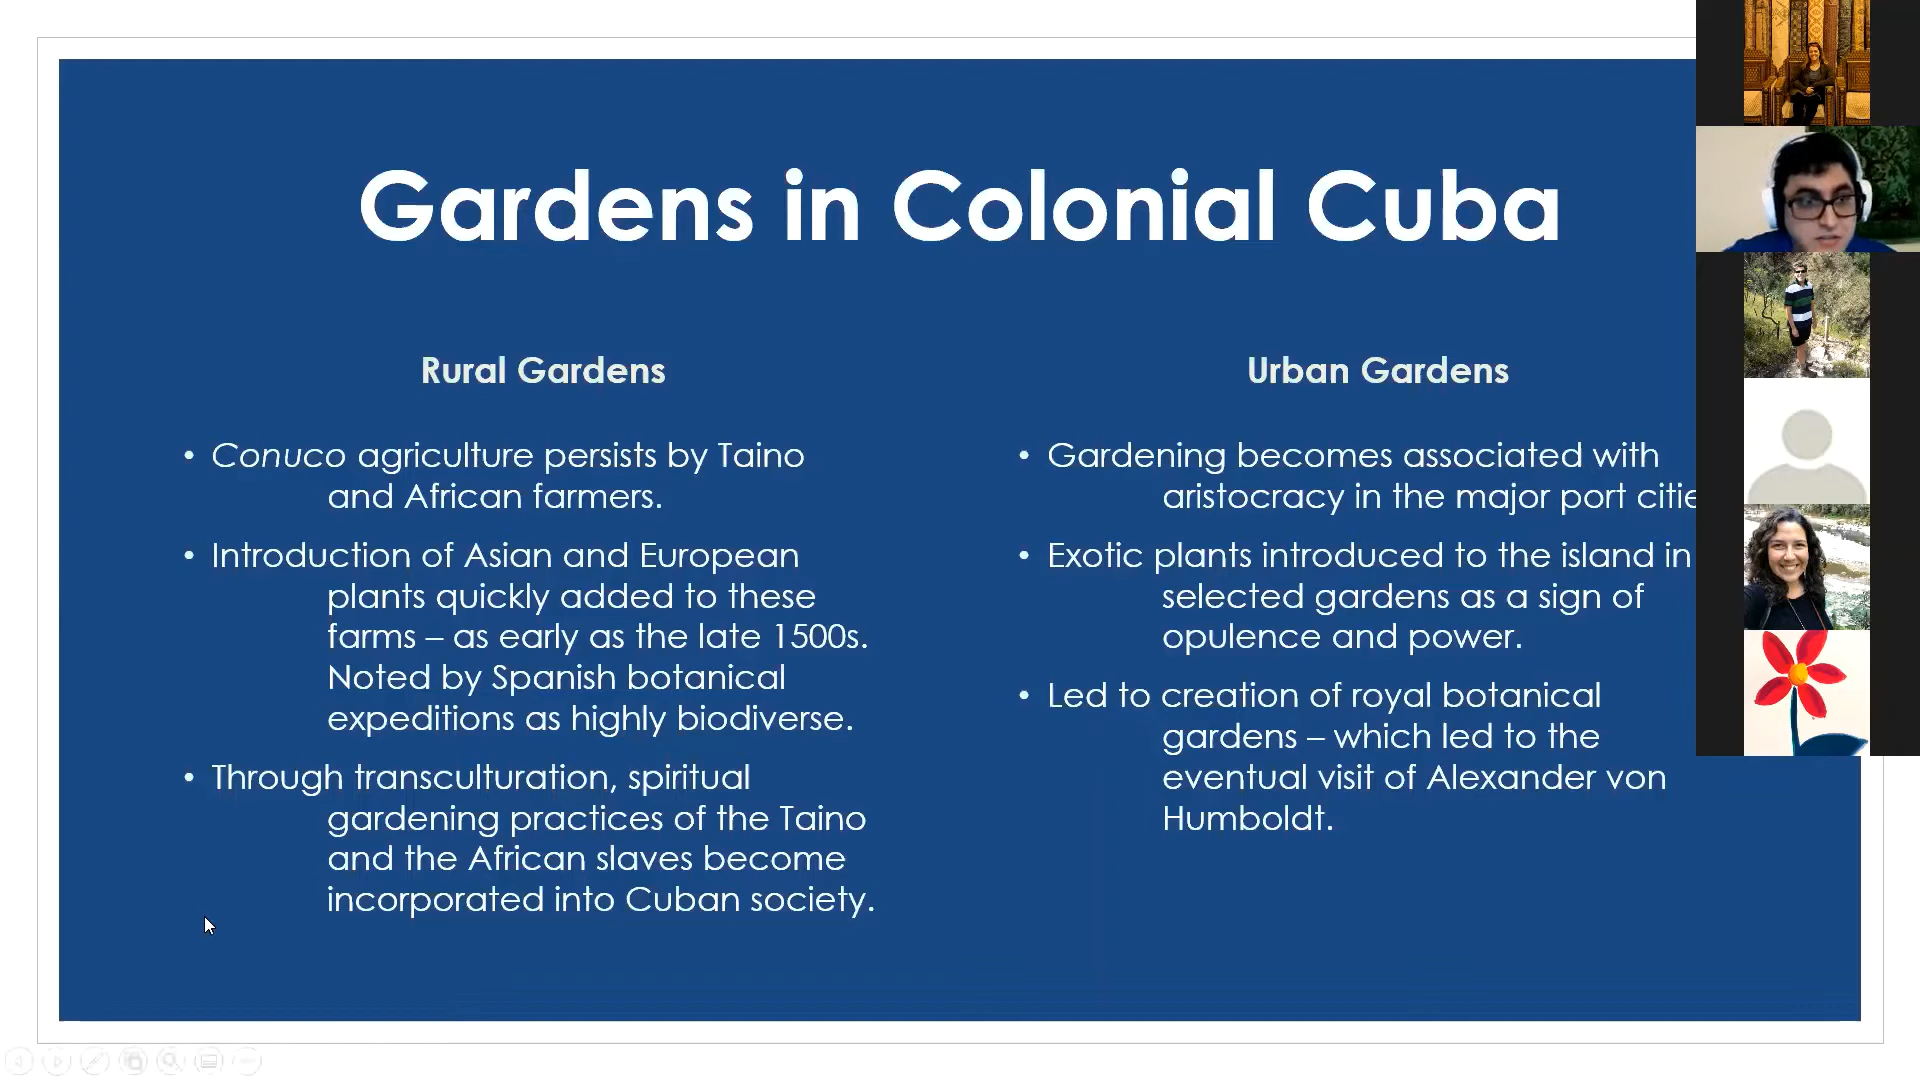 Gardens in Colonial Cuba
Rural Gardens
• Conuco agriculture persists by Taino
and African farmers.
• Introduction of Asian and European
plants quickly added to these
farms – as early as the late 1500s.
Noted by Spanish botanical
expeditions as highly biodiverse.
• Through transculturation, spiritual
gardening practices of the Taino
and the African slaves become
incorporated into Cuban society.
Urban Gardens
• Gardening becomes associated with
aristocracy in the major port citie
• Exotic plants introduced to the island in
selected gardens as a sign of
opulence and power.
• Led to creation of royal botanical
gardens – which led to the
eventual visit of Alexander von
Humboldt.